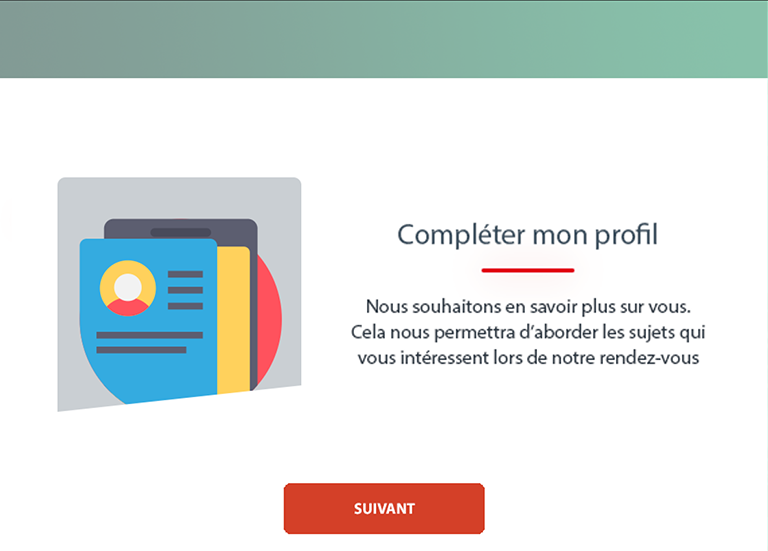 Compléter mon profil
Nous souhaitons en savoir plus sur vous.
Cela nous permettra d‘aborder les sujets qui
vous intéressent lors de notre rendez-vous
SUIVANT